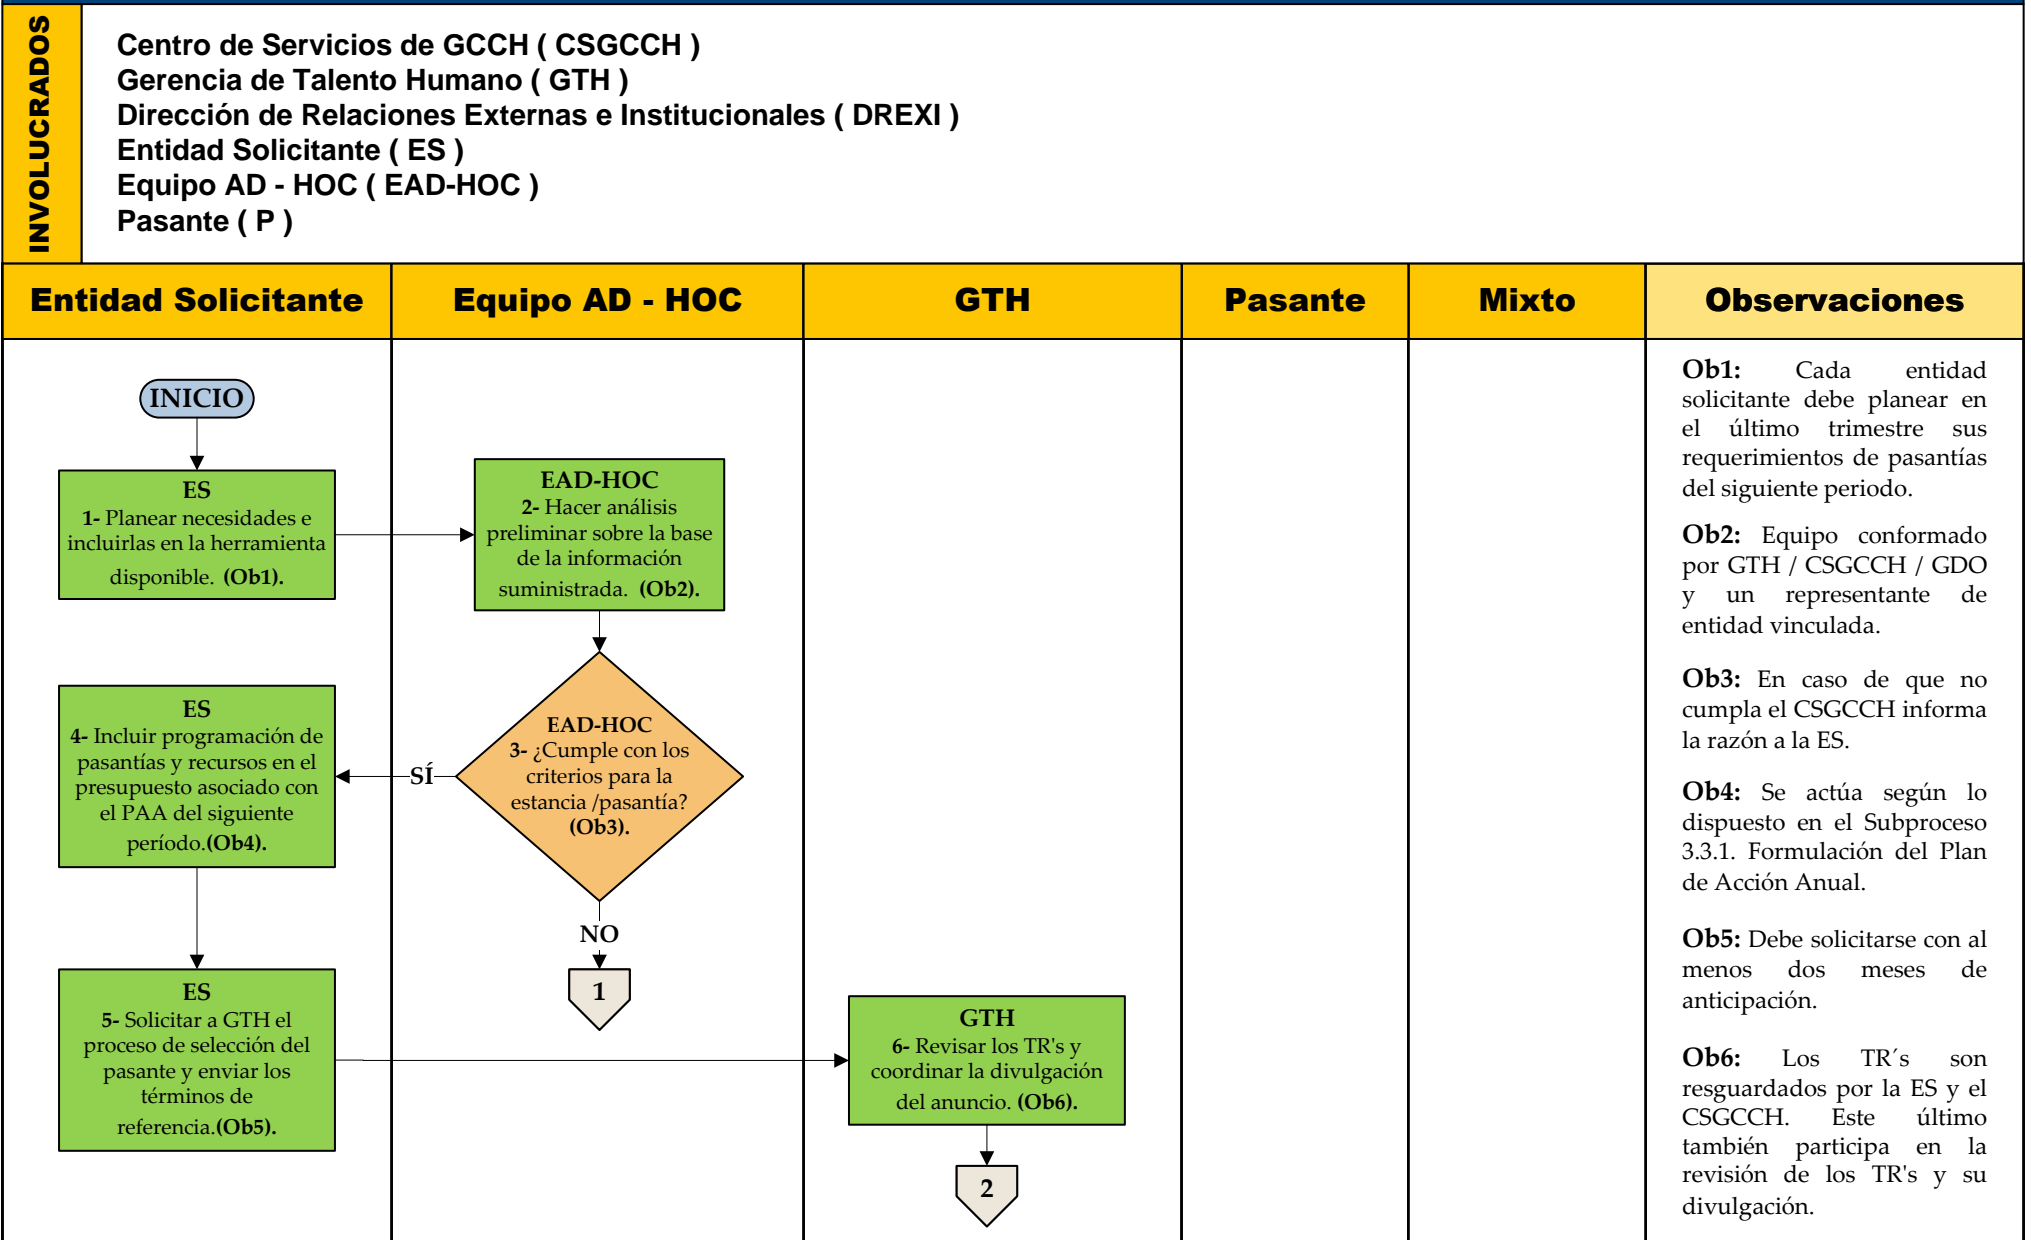 INVOLUCRADOS
Centro de Servicios de GCCH ( CSGCCH )
Gerencia de Talento Humano ( GTH )
Dirección de Relaciones Externas e Institucionales ( DREXI )
Entidad Solicitante ( ES )
Equipo AD - HOC ( EAD-HOC )
Pasante ( P )
Entidad Solicitante
Equipo AD - HOC
GTH
Pasante
Mixto
Observaciones
INICIO
ES
1- Planear necesidades e
incluirlas en la herramienta
disponible. (Ob1).
EAD-HOC
2- Hacer análisis
preliminar sobre la base
de la información
suministrada. (Ob2).
EAD-HOC
3- ¿Cumple con los
criterios para la
estancia /pasantía?
(Ob3).
SÍ
NO
1
ES
4- Incluir programación de
pasantías y recursos en el
presupuesto asociado con
el PAA del siguiente
período.(Ob4).
ES
5- Solicitar a GTH el
proceso de selección del
pasante y enviar los
términos de
referencia.(Ob5).
GTH
6- Revisar los TR's y
coordinar la divulgación
del anuncio. (Ob6).
2
Ob1: Cada entidad
solicitante debe planear en
el último trimestre sus
requerimientos de pasantías
del siguiente periodo.
Ob2: Equipo conformado
por GTH / CSGCCH / GDO
y un representante de
entidad vinculada.
Ob3: En caso de que no
cumpla el CSGCCH informa
la razón a la ES.
Ob4: Se actúa según lo
dispuesto en el Subproceso
3.3.1. Formulación del Plan
de Acción Anual.
Ob5: Debe solicitarse con al
menos dos meses de
anticipación.
Ob6: Los TR´s son
resguardados por la ES y el
CSGCCH. Este último
también participa en la
revisión de los TR's y su
divulgación.